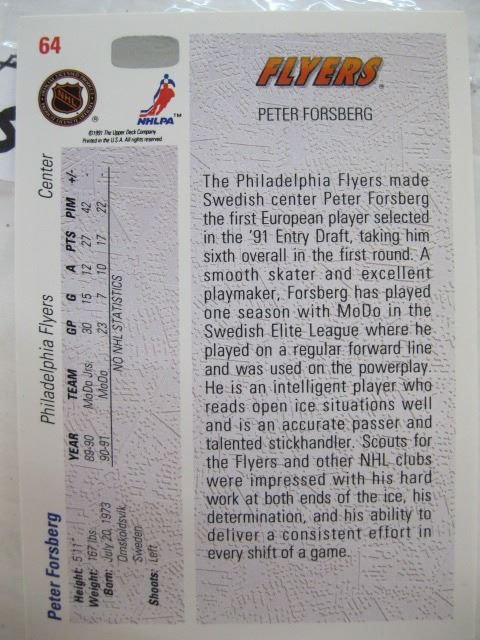 64
NHL
NHLPA™
©1991 The Upper Deck Company
Printed in the U.S.A. All rights reserved.
FLYERS
PETER FORSBERG
The Philadelphia Flyers made
Swedish center Peter Forsberg
the first European player selected
in the '91 Entry Draft, taking him
sixth overall in the first round. A
smooth skater and excellent
playmaker, Forsberg has played
one season with MoDo in the
Swedish Elite League where he
played on a regular forward line
and was used on the powerplay.
He is an intelligent player who
reads open ice situations well
and is an accurate passer and
talented stickhandler. Scouts for
the Flyers and other NHL clubs
were impressed with his hard
work at both ends of the ice, his
determination, and his ability to
deliver a consistent effort in
every shift of a game.
Peter Forsberg Philadelphia Flyers Center
Height: 5'11"
Weight: 167 lbs.
Born: July 20, 1973
Ornskoldsvik,
Sweden
Shoots: Left
YEAR TEAM GP G A PTS PIM +/-
89-90 MoDo Jrs. 30 15 12 27 42 -
90-91 MoDo 23 7 10 17 22 -
NO NHL STATISTICS